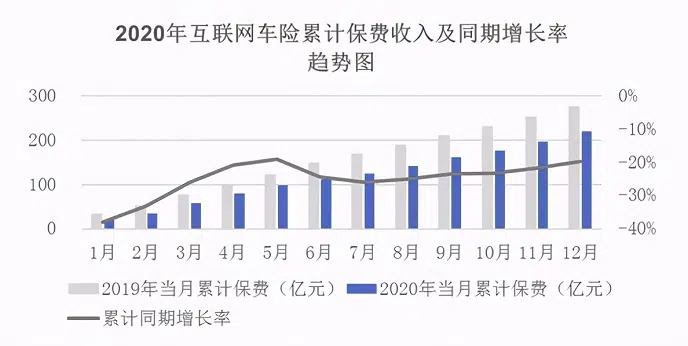 2020年互联网车险累计保费收入及同期增长率
趋势图
300 0%
-10%
200
-20%
100
-30%
0 -40%
1月 2月 3月 4月 5月 6月 7月 8月 9月 10月 11月 12月
2019年当月累计保费（亿元） 2020年当月累计保费（亿元）
累计同期增长率